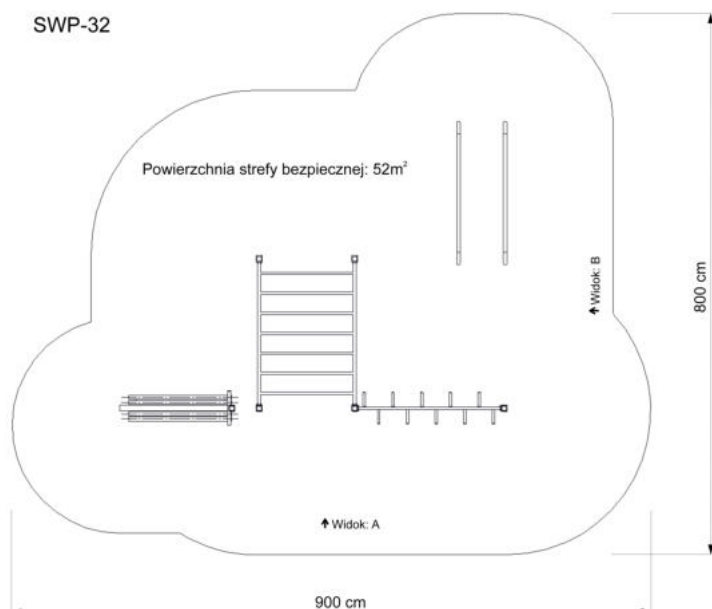 SWP-32
Powierzchnia strefy bezpiecznej: 52m²
Widok: B
800 cm
Widok: A
900 cm